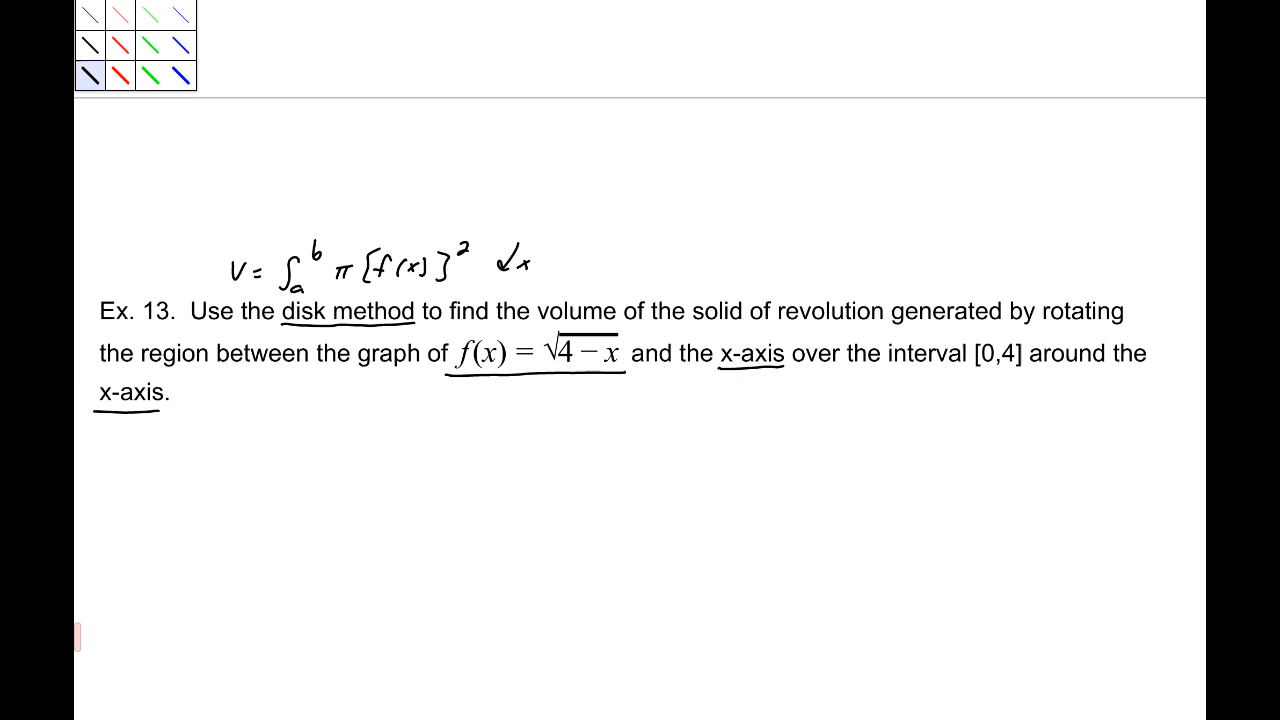 V = ∫ₐᵇ π [f(x)]² dx
Ex. 13. Use the disk method to find the volume of the solid of revolution generated by rotating
the region between the graph of f(x) = √(4 − x) and the x-axis over the interval [0,4] around the
x-axis.